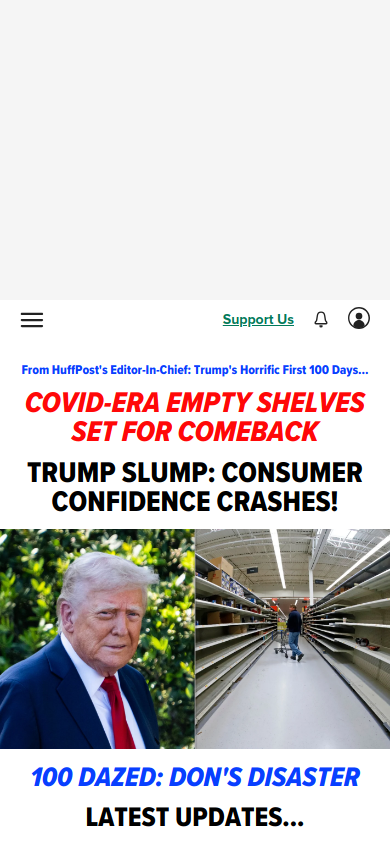 Support Us
From HuffPost's Editor-In-Chief: Trump's Horrific First 100 Days...
COVID-ERA EMPTY SHELVES
SET FOR COMEBACK
TRUMP SLUMP: CONSUMER
CONFIDENCE CRASHES!
100 DAZED: DON'S DISASTER
LATEST UPDATES...